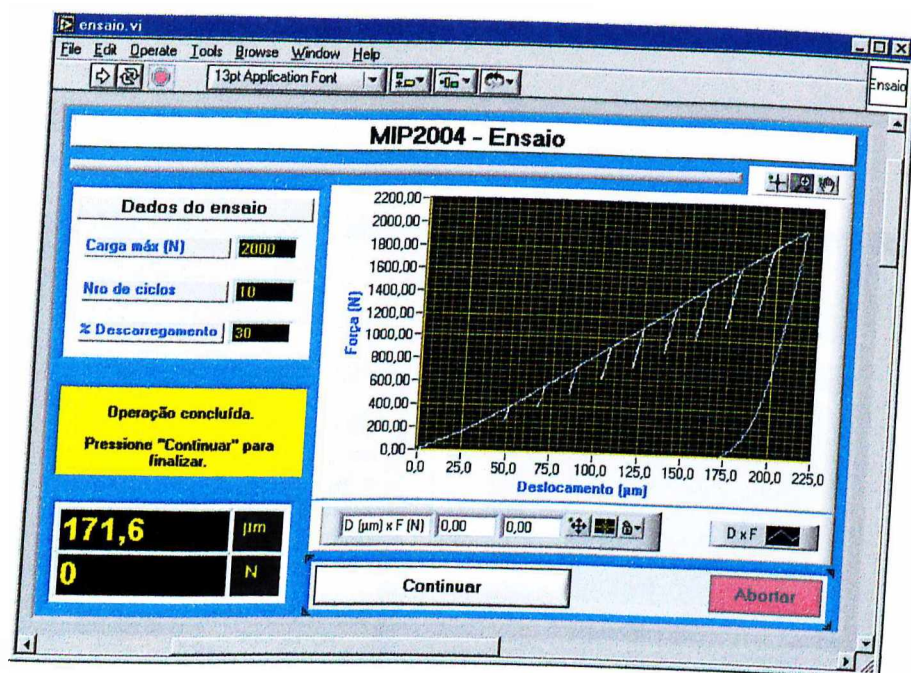 ensaio.vi
File Edit Operate Tools Browse Window Help
13pt Application Font
Ensaio
MIP2004 - Ensaio
Dados do ensaio
Carga máx (N) 2000
Nro de ciclos 10
% Descarregamento 30
Operação concluída.
Pressione "Continuar" para
finalizar.
171,6 µm
0 N
Força (N)
2200,00
2000,00
1800,00
1600,00
1400,00
1200,00
1000,00
800,00
600,00
400,00
200,00
0,00
0,0 25,0 50,0 75,0 100,0 125,0 150,0 175,0 200,0 225,0
Deslocamento (µm)
D (µm) x F (N) 0,00 0,00
D x F
Continuar
Abortar